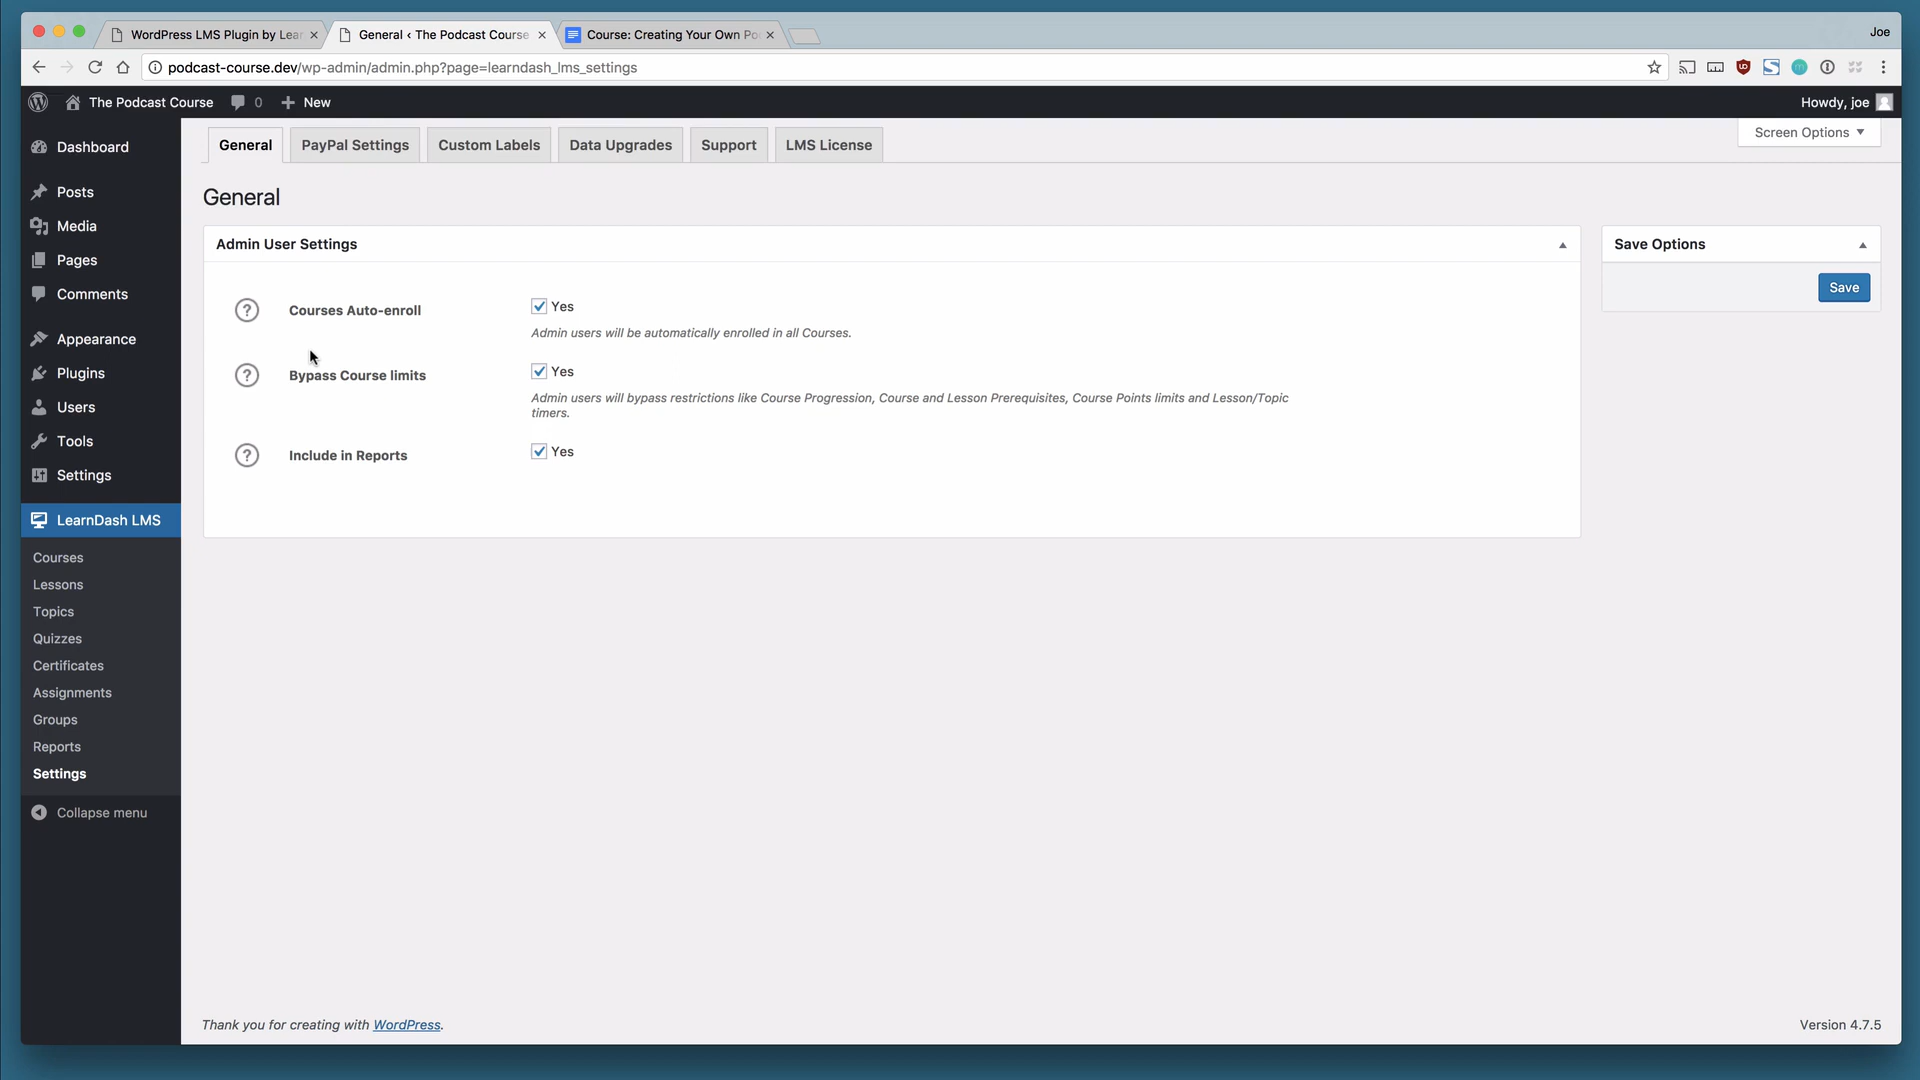 WordPress LMS Plugin by Lear
General ‹ The Podcast Course
Course: Creating Your Own Po
Joe
podcast-course.dev/wp-admin/admin.php?page=learndash_lms_settings
The Podcast Course
0
New
Howdy, joe
Dashboard
Posts
Media
Pages
Comments
Appearance
Plugins
Users
Tools
Settings
LearnDash LMS
Courses
Lessons
Topics
Quizzes
Certificates
Assignments
Groups
Reports
Settings
Collapse menu
General
PayPal Settings
Custom Labels
Data Upgrades
Support
LMS License
Screen Options
General
Admin User Settings
? Courses Auto-enroll
Yes
Admin users will be automatically enrolled in all Courses.
? Bypass Course limits
Yes
Admin users will bypass restrictions like Course Progression, Course and Lesson Prerequisites, Course Points limits and Lesson/Topic
timers.
? Include in Reports
Yes
Save Options
Save
Thank you for creating with WordPress.
Version 4.7.5